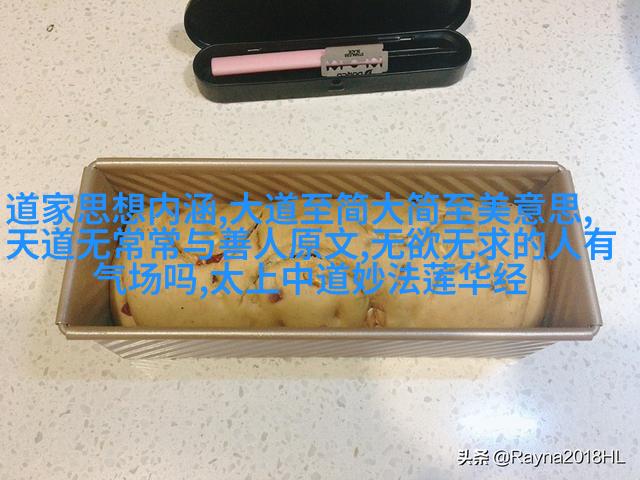 道家思想内涵,大道至简大简至美意思,
天道无常常与善人原文,无欲无求的人有
气场吗,太上中道妙法莲华经
头条 @Rayna2018HL